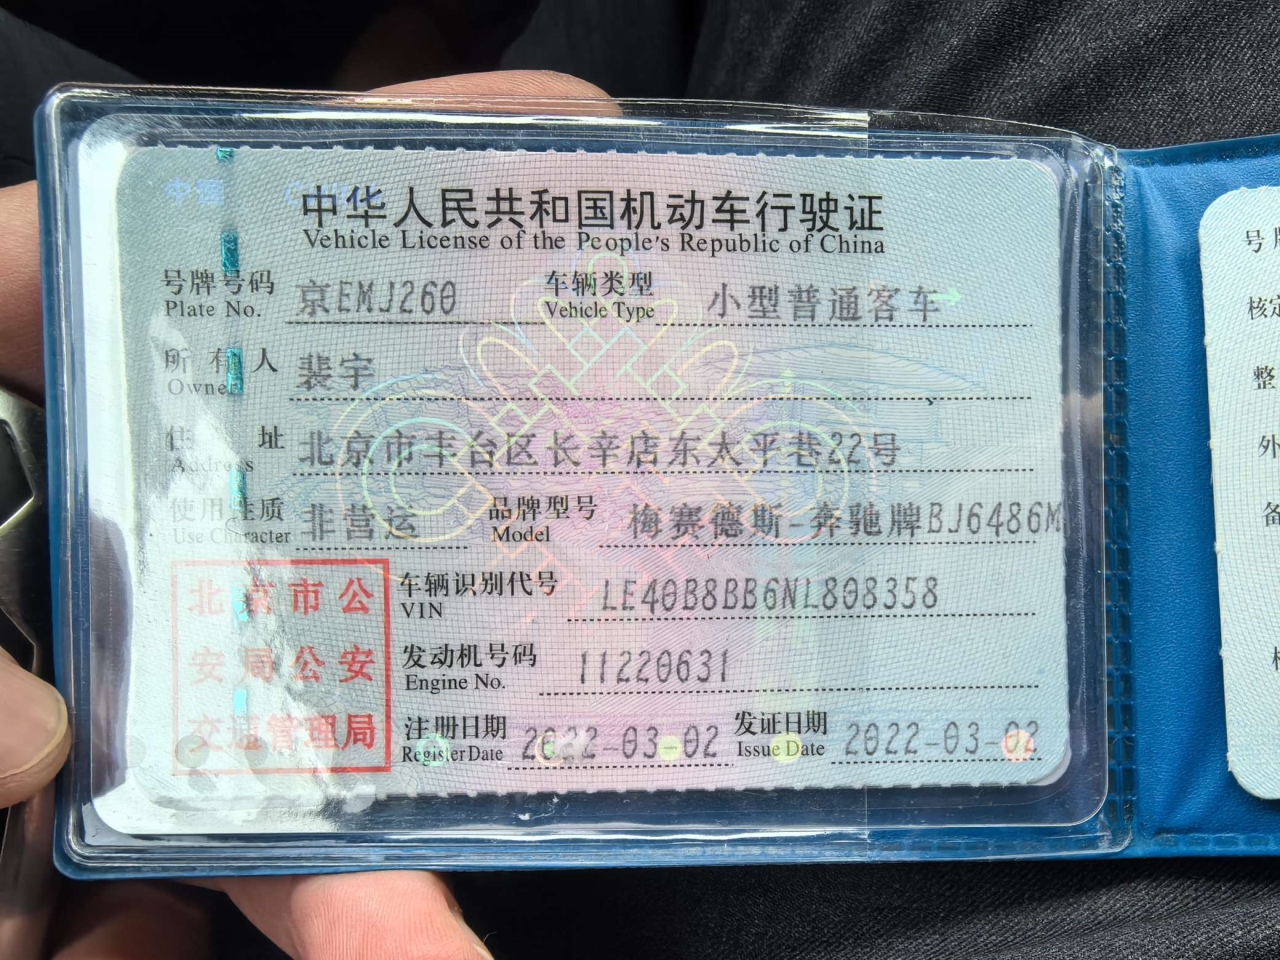 中华人民共和国机动车行驶证
Vehicle License of the People's Republic of China
号牌号码 京EMJ260 车辆类型 小型普通客车
Plate No. Vehicle Type
所有人 裴宇
Owner
住址 北京市丰台区长辛店东太平巷22号
Address
使用性质 非营运 品牌型号 梅赛德斯-奔驰牌BJ6486M
Use Character Model
北京市公
安局公安
交通管理局
车辆识别代号 LE40B8BB6NL808358
VIN
发动机号码 11220631
Engine No.
注册日期 2022-03-02 发证日期 2022-03-02
Register Date Issue Date
号牌
核定
整
外